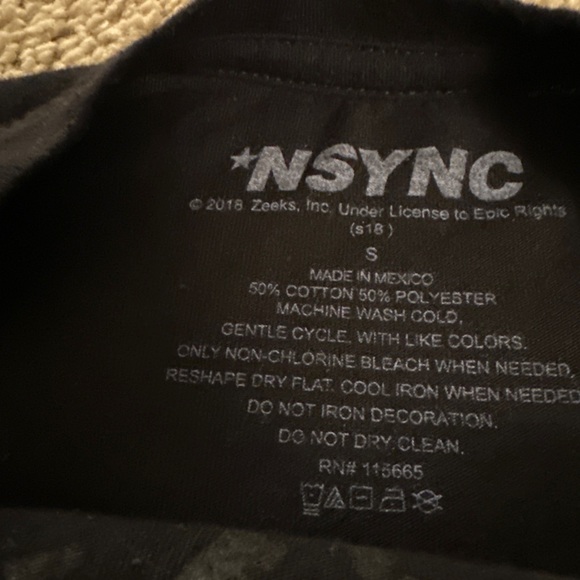 *NSYNC
© 2018 Zeeks, Inc. Under License to Epic Rights
(s18)
S
MADE IN MEXICO
50% COTTON 50% POLYESTER
MACHINE WASH COLD,
GENTLE CYCLE, WITH LIKE COLORS.
ONLY NON-CHLORINE BLEACH WHEN NEEDED,
RESHAPE DRY FLAT. COOL IRON WHEN NEEDED
DO NOT IRON DECORATION.
DO NOT DRY CLEAN.
RN# 115665